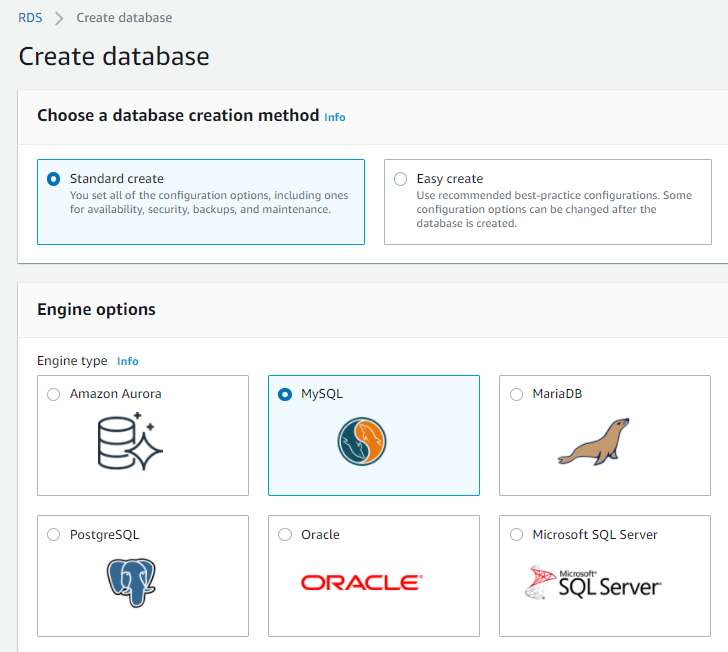 RDS > Create database
Create database
Choose a database creation method Info
Standard create
You set all of the configuration options, including ones
for availability, security, backups, and maintenance.
Easy create
Use recommended best-practice configurations. Some
configuration options can be changed after the
database is created.
Engine options
Engine type Info
Amazon Aurora
MySQL
MariaDB
PostgreSQL
Oracle
ORACLE®
Microsoft SQL Server
Microsoft®
SQL Server®